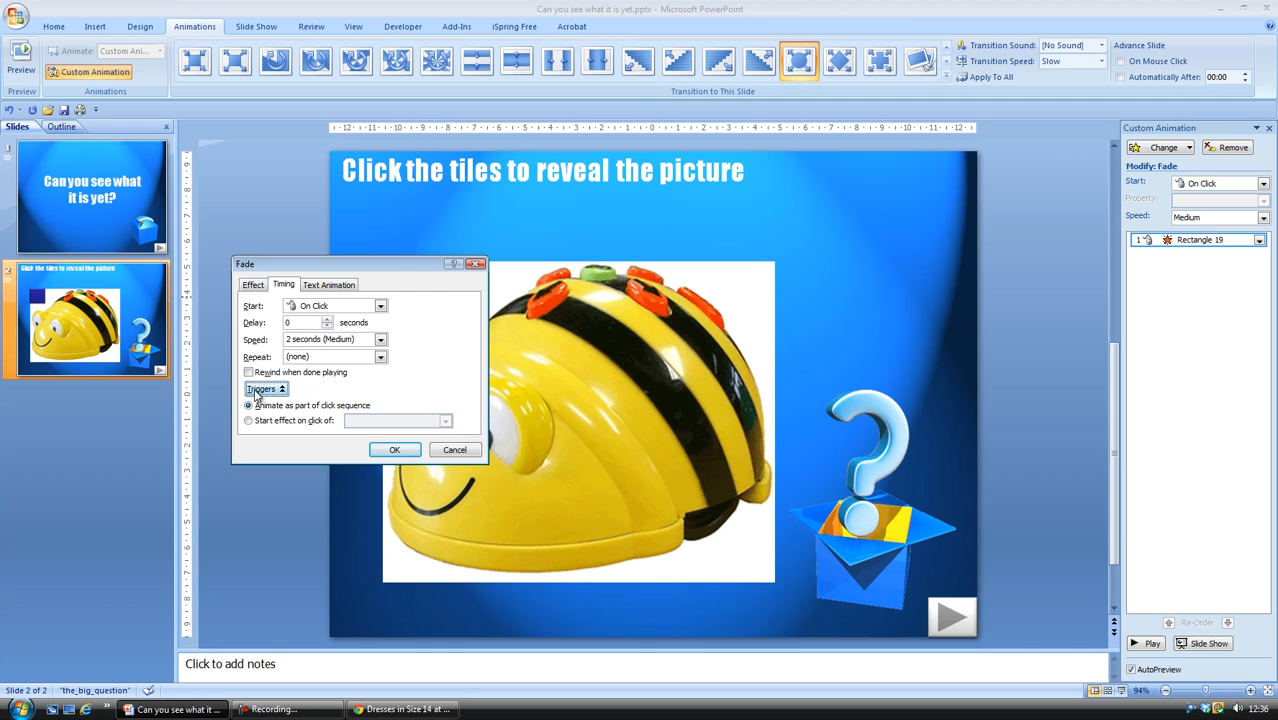 Can you see what it is yet.pptx - Microsoft PowerPoint
Home Insert Design Animations Slide Show Review View Developer Add-Ins iSpring Free Acrobat
Preview
Animate: Custom Ani...
Custom Animation
Transition Sound: [No Sound]
Transition Speed: Slow
Apply To All
Advance Slide
On Mouse Click
Automatically After: 00:00
Preview Animations Transition to This Slide
Slides Outline
1
Can you see what
it is yet?
2
Click the tiles to reveal the picture
Click the tiles to reveal the picture
Fade
Effect Timing Text Animation
Start: On Click
Delay: 0 seconds
Speed: 2 seconds (Medium)
Repeat: (none)
Rewind when done playing
Triggers
Animate as part of click sequence
Start effect on click of:
OK Cancel
Custom Animation
Change Remove
Modify: Fade
Start: On Click
Property:
Speed:
Medium
1 Rectangle 19
Re-Order
Play Slide Show
AutoPreview
Click to add notes
Slide 2 of 2 "the_big_question" 94%
Can you see what it ... Recording... Dresses in Size 14 at ... 12:36